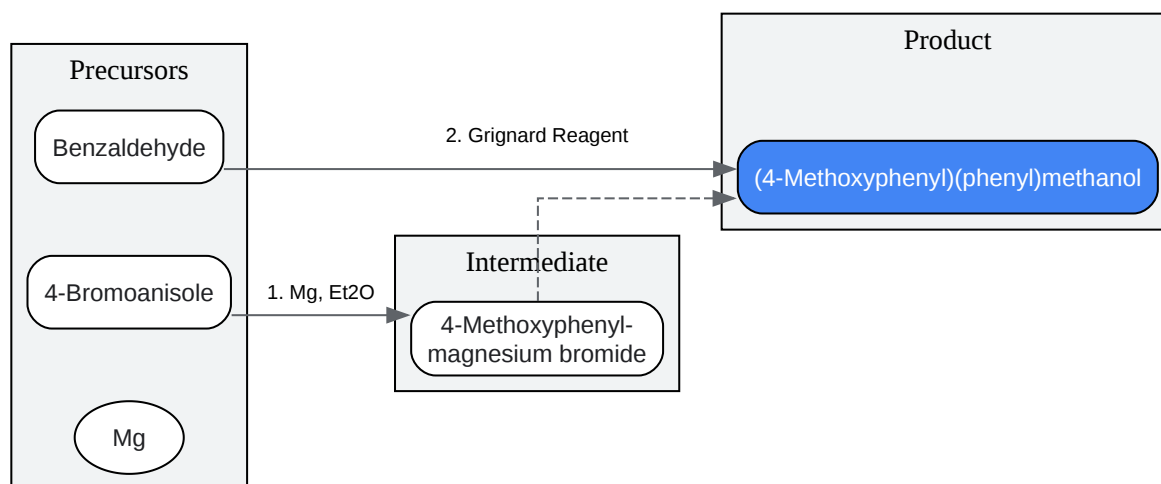 Product
Precursors
Benzaldehyde
2. Grignard Reagent
(4-Methoxyphenyl)(phenyl)methanol
Intermediate
4-Bromoanisole
1. Mg, Et2O
4-Methoxyphenyl-
magnesium bromide
Mg